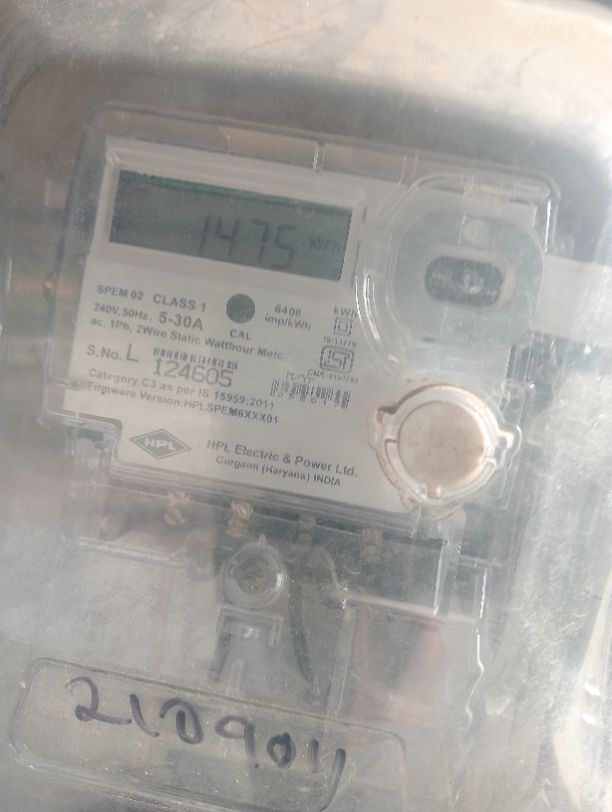 1475 kWh
SPEM 02 CLASS 1
240V, 50Hz, 5-30A
6400 imp/kWh
CAL
kWh
ac, 1Ph, 2Wire Static Watthour Meter
IS:13779
S.No. L 124605
Category C3 as per IS 15959:2011
Firmware Version:HPLSPEM6XXX01
HPL
HPL Electric & Power Ltd.
Gurgaon (Haryana) INDIA